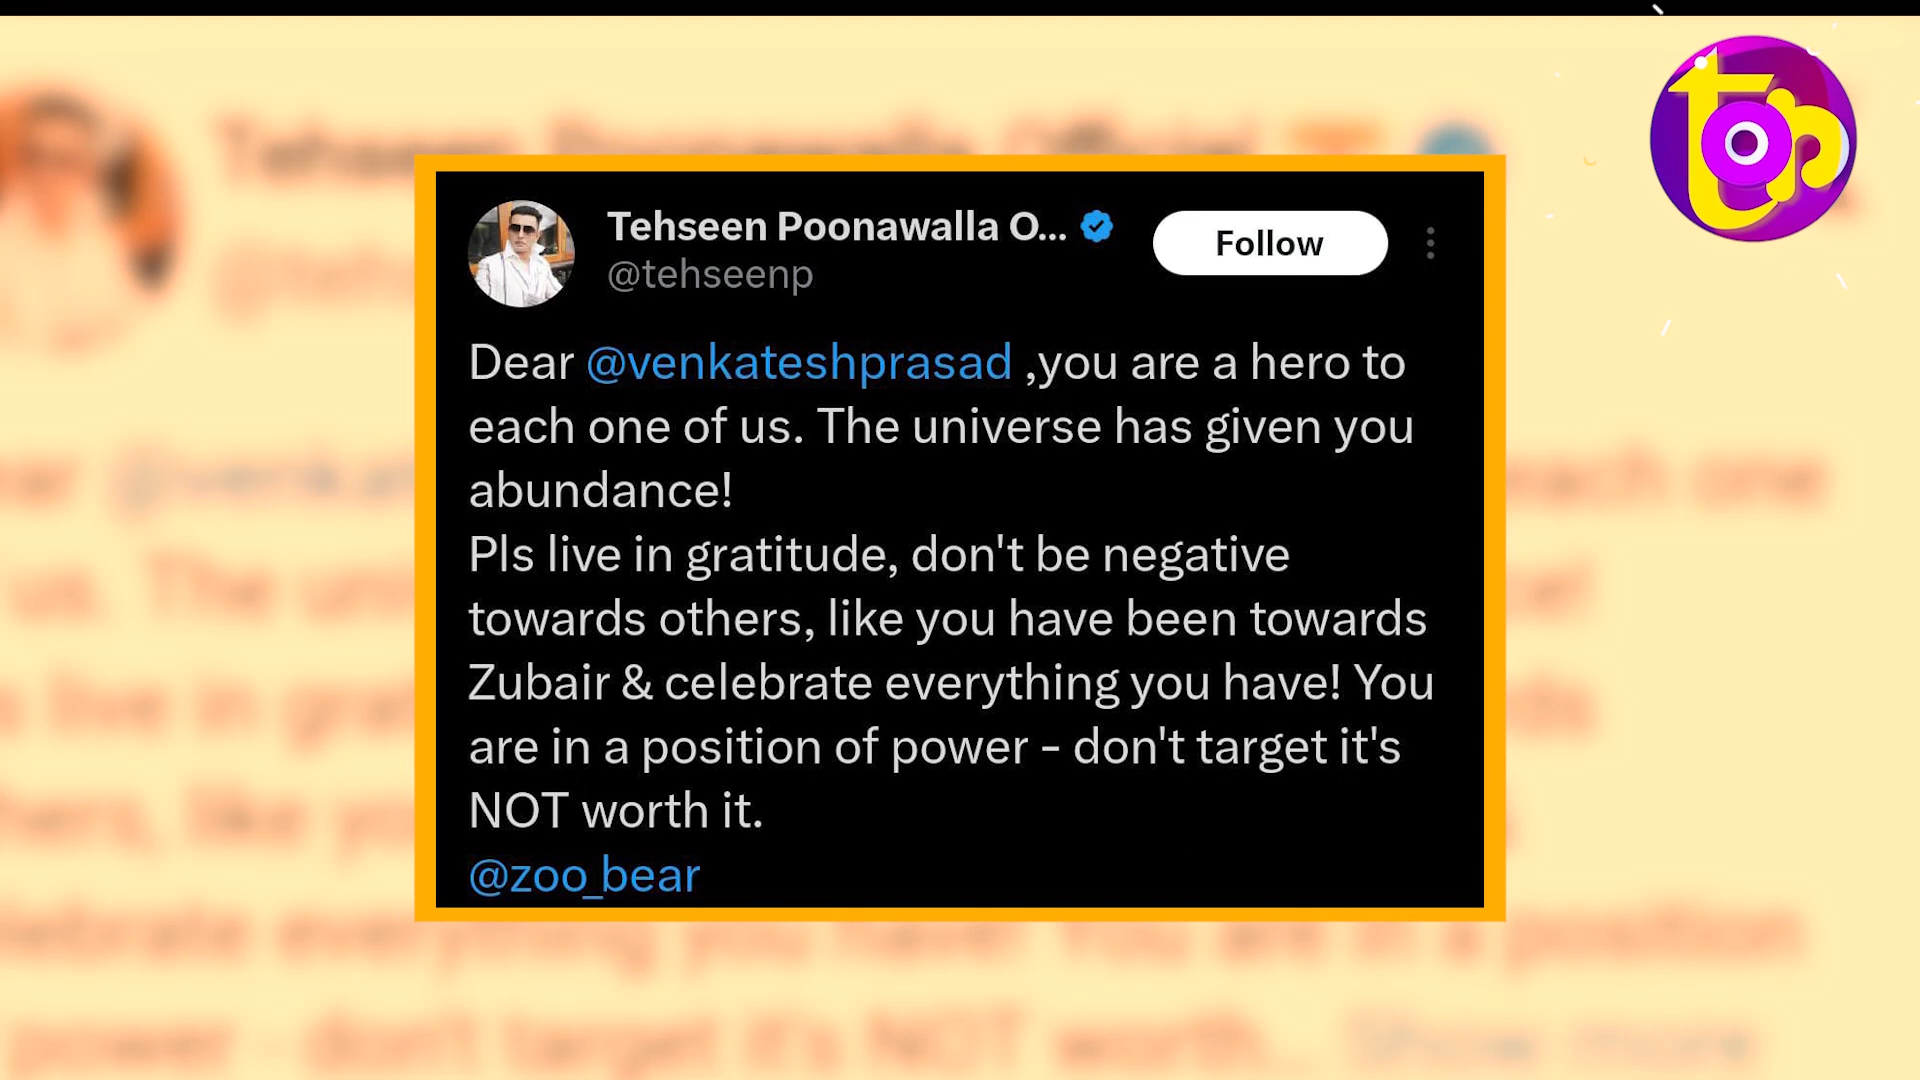 Tehseen Poonawalla O...
@tehseenp
Follow
Dear @venkateshprasad ,you are a hero to
each one of us. The universe has given you
abundance!
Pls live in gratitude, don't be negative
towards others, like you have been towards
Zubair & celebrate everything you have! You
are in a position of power - don't target it's
NOT worth it.
@zoo_bear